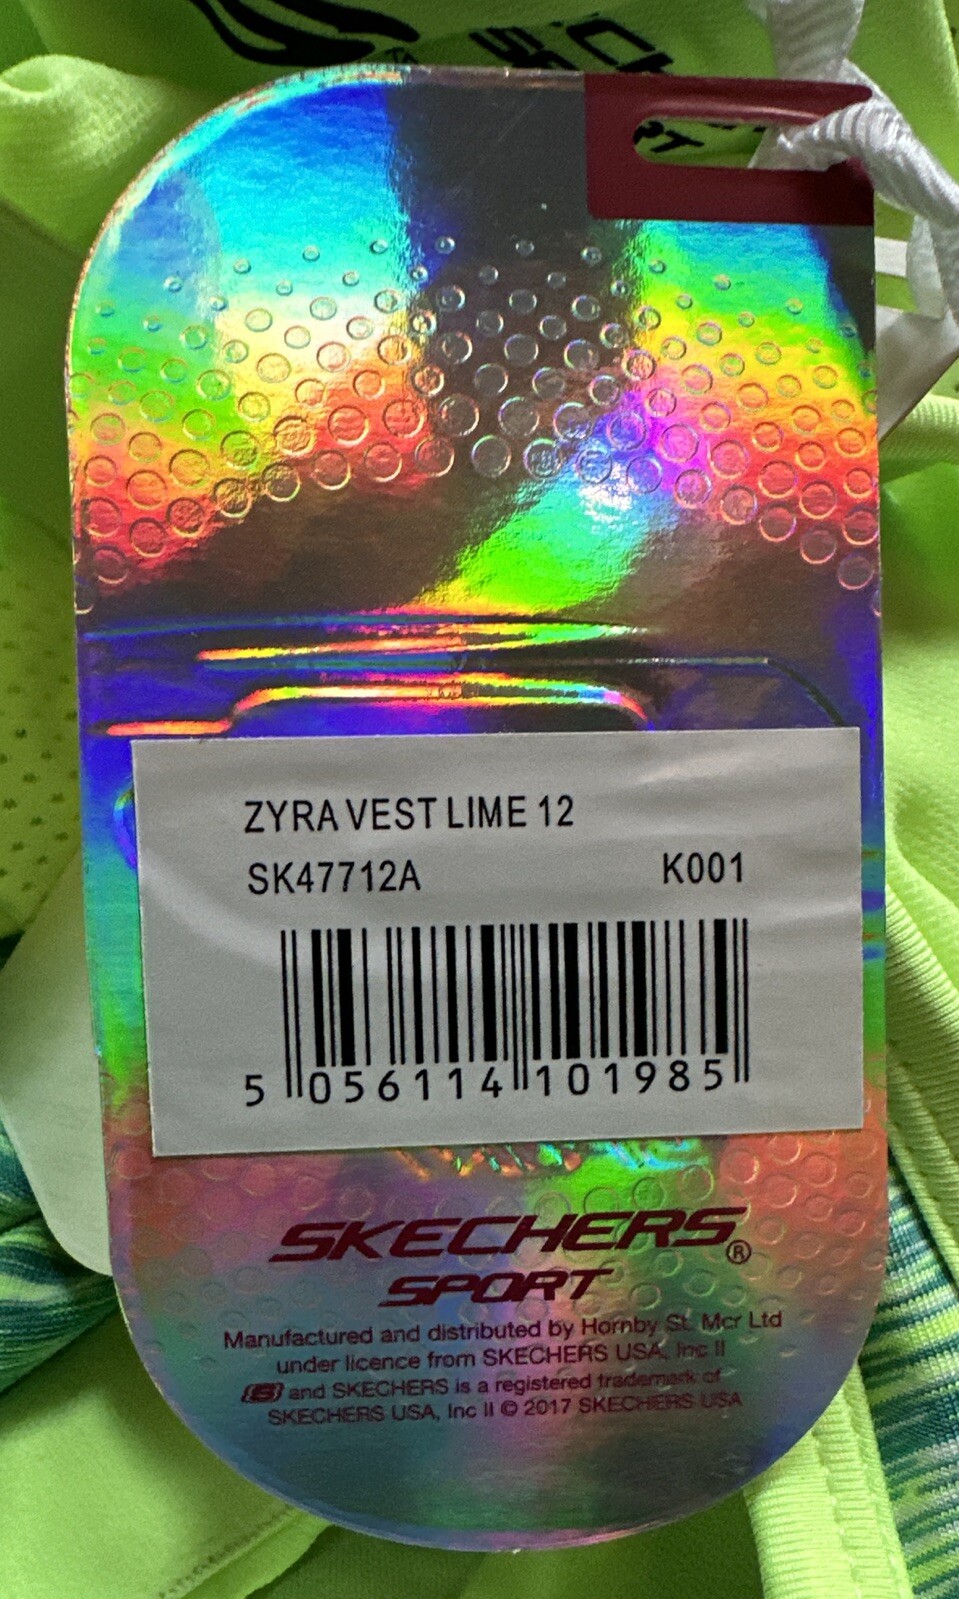 ZYRA VEST LIME 12
SK47712A K001
5 056114 101985
SKECHERS®
SPORT
Manufactured and distributed by Hornby St. Mcr Ltd
under licence from SKECHERS USA, Inc II
and SKECHERS is a registered trademark of
SKECHERS USA, Inc II © 2017 SKECHERS USA